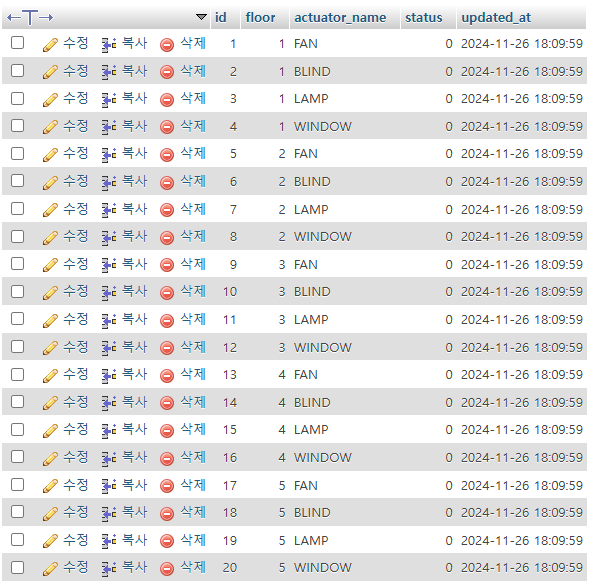 id floor actuator_name status updated_at
수정 복사 삭제 1 1 FAN 0 2024-11-26 18:09:59
수정 복사 삭제 2 1 BLIND 0 2024-11-26 18:09:59
수정 복사 삭제 3 1 LAMP 0 2024-11-26 18:09:59
수정 복사 삭제 4 1 WINDOW 0 2024-11-26 18:09:59
수정 복사 삭제 5 2 FAN 0 2024-11-26 18:09:59
수정 복사 삭제 6 2 BLIND 0 2024-11-26 18:09:59
수정 복사 삭제 7 2 LAMP 0 2024-11-26 18:09:59
수정 복사 삭제 8 2 WINDOW 0 2024-11-26 18:09:59
수정 복사 삭제 9 3 FAN 0 2024-11-26 18:09:59
수정 복사 삭제 10 3 BLIND 0 2024-11-26 18:09:59
수정 복사 삭제 11 3 LAMP 0 2024-11-26 18:09:59
수정 복사 삭제 12 3 WINDOW 0 2024-11-26 18:09:59
수정 복사 삭제 13 4 FAN 0 2024-11-26 18:09:59
수정 복사 삭제 14 4 BLIND 0 2024-11-26 18:09:59
수정 복사 삭제 15 4 LAMP 0 2024-11-26 18:09:59
수정 복사 삭제 16 4 WINDOW 0 2024-11-26 18:09:59
수정 복사 삭제 17 5 FAN 0 2024-11-26 18:09:59
수정 복사 삭제 18 5 BLIND 0 2024-11-26 18:09:59
수정 복사 삭제 19 5 LAMP 0 2024-11-26 18:09:59
수정 복사 삭제 20 5 WINDOW 0 2024-11-26 18:09:59